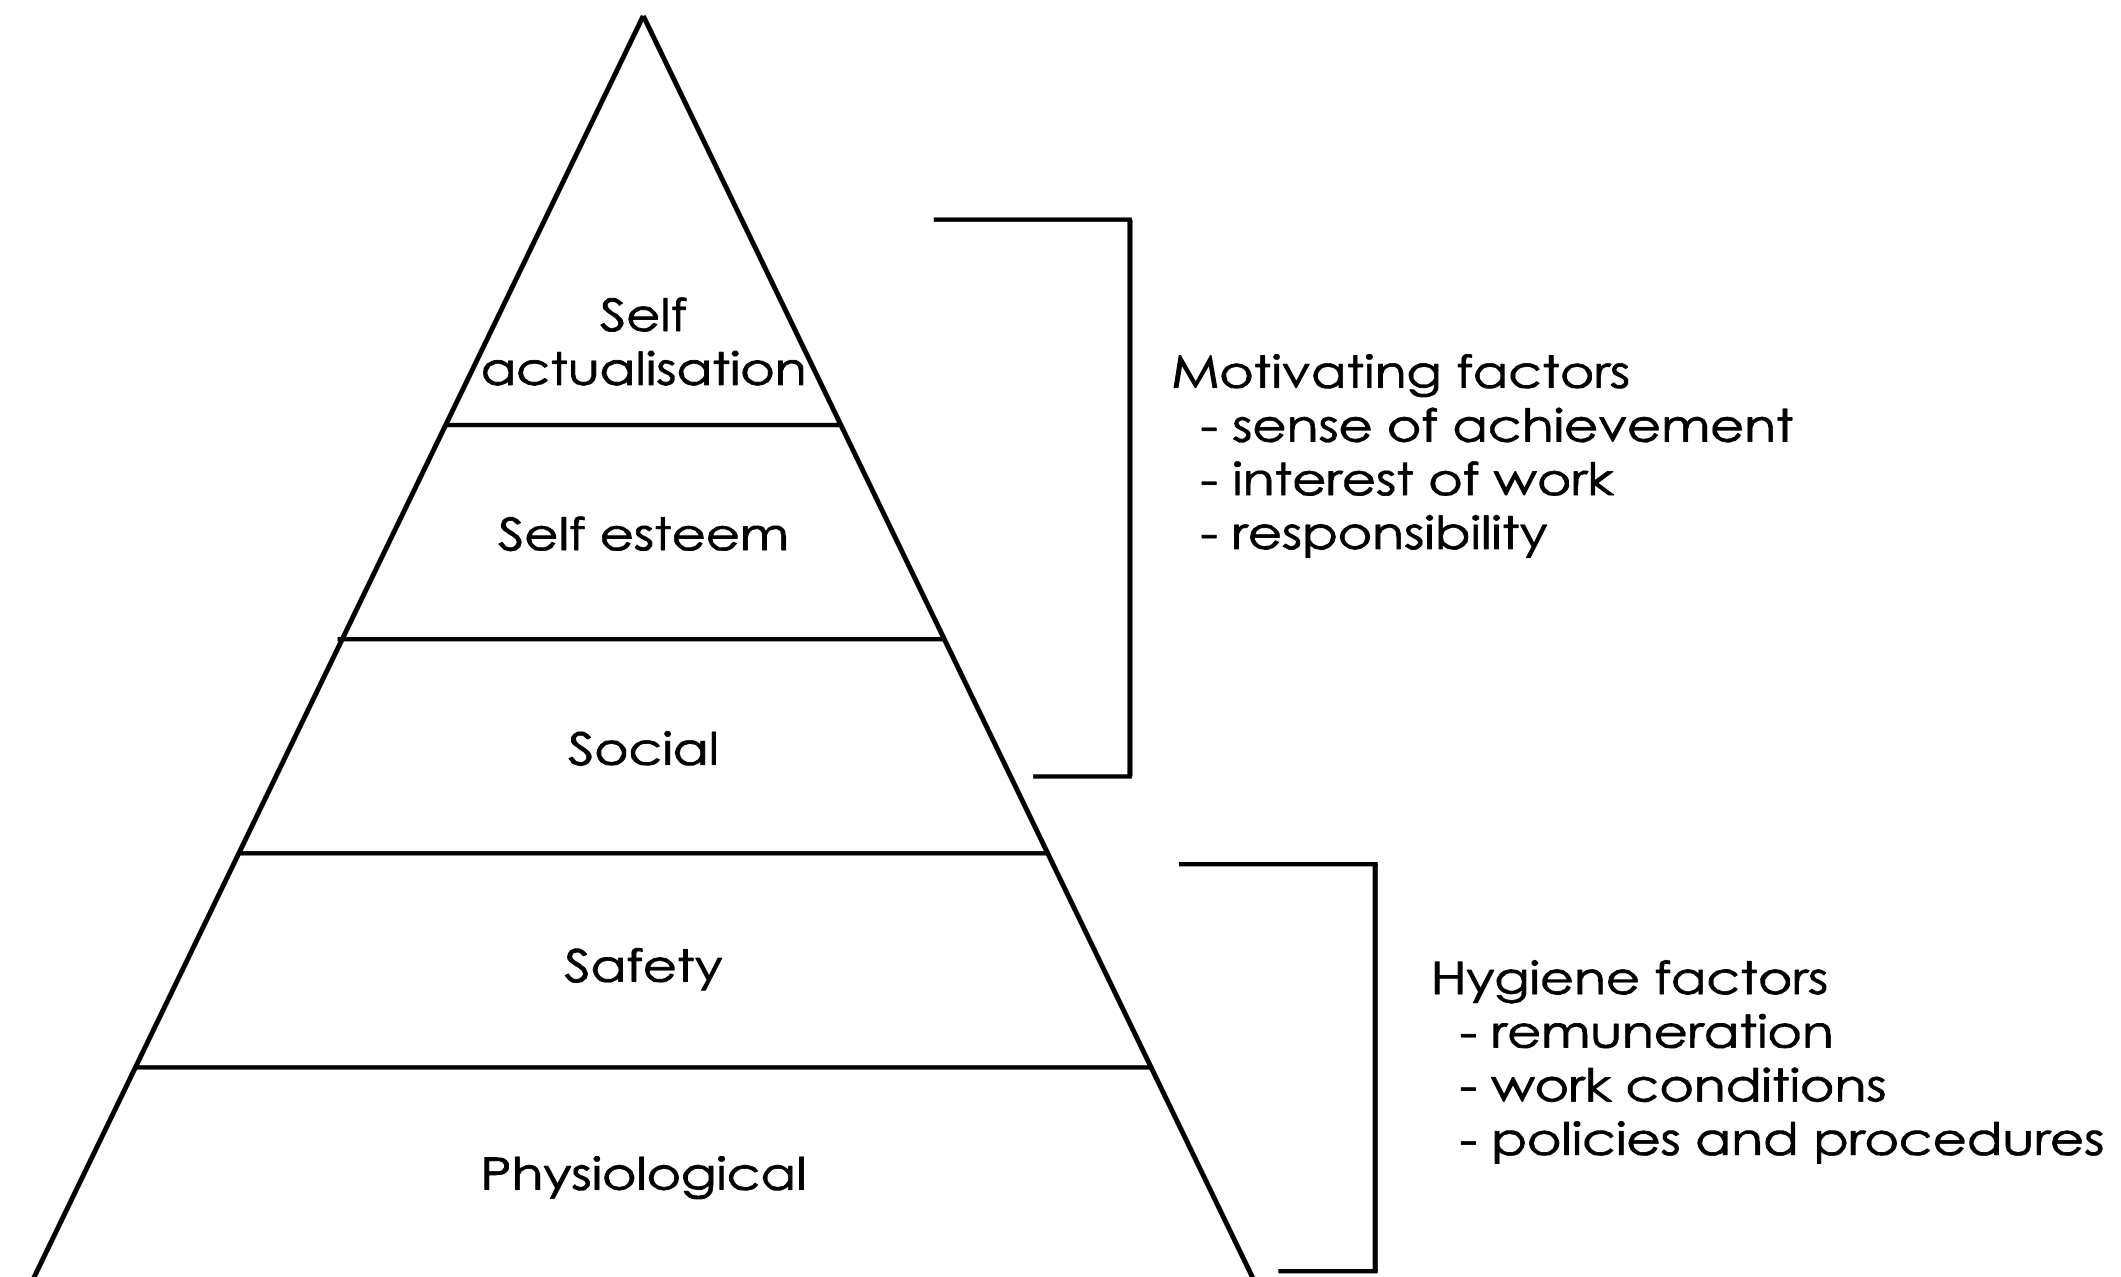 Self
actualisation
Self esteem
Social
Safety
Physiological
Motivating factors
- sense of achievement
- interest of work
- responsibility
Hygiene factors
- remuneration
- work conditions
- policies and procedures